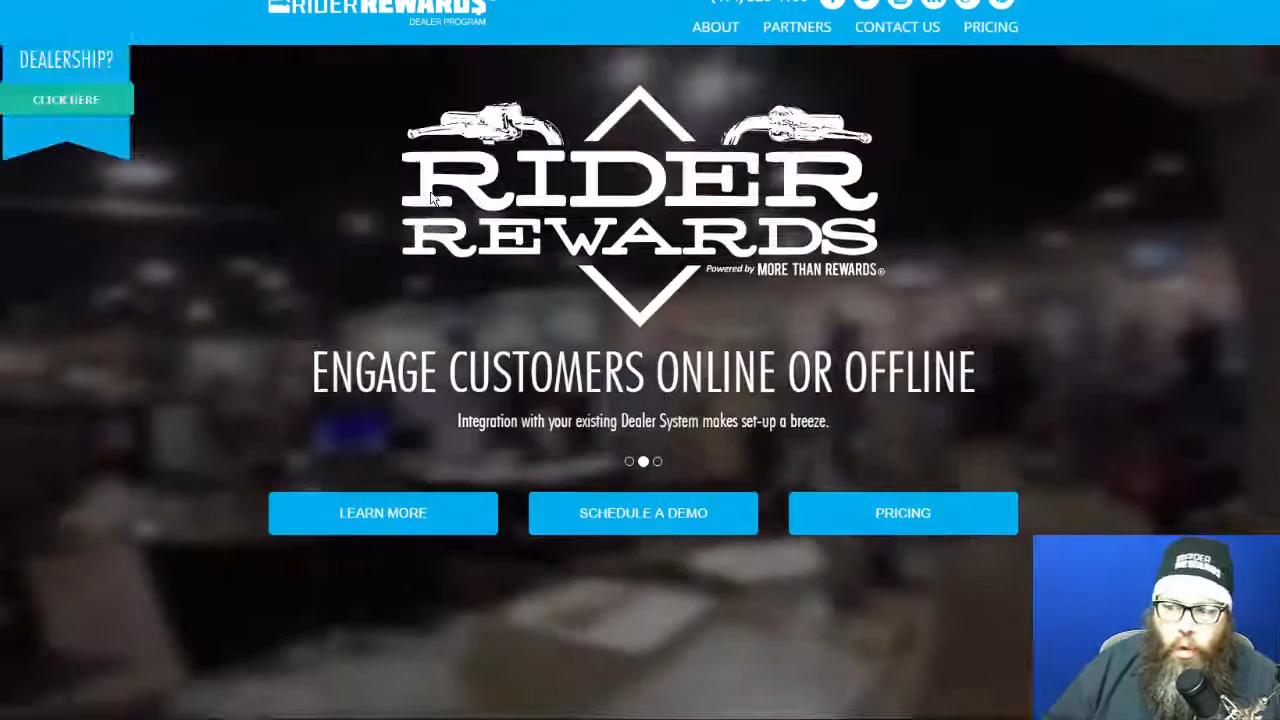 RIDER REWARD$
DEALER PROGRAM
ABOUT PARTNERS CONTACT US PRICING
DEALERSHIP?
CLICK HERE
RIDER
REWARDS
Powered by MORE THAN REWARDS®
ENGAGE CUSTOMERS ONLINE OR OFFLINE
Integration with your existing Dealer System makes set-up a breeze.
LEARN MORE SCHEDULE A DEMO PRICING
RIDER
REWARDS